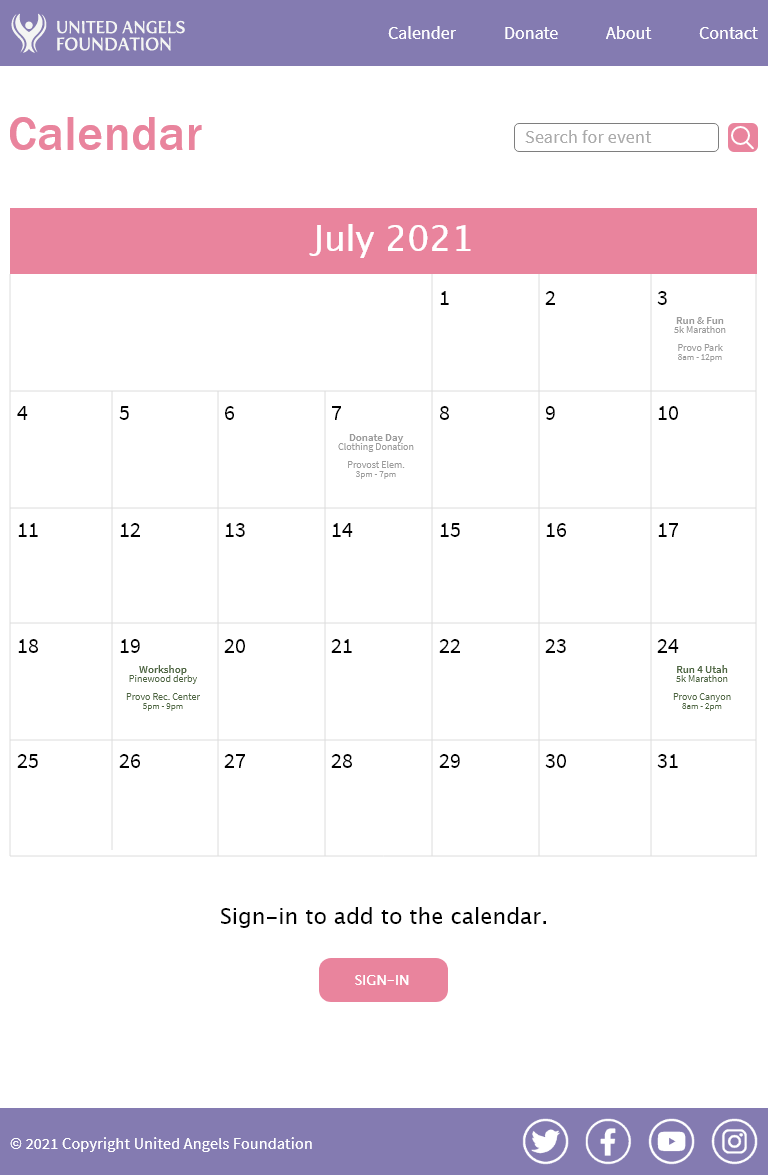 UNITED ANGELS
FOUNDATION
Calender
Donate
About
Contact
Calendar
Search for event
July 2021
1
2
3
Run & Fun
5k Marathon
Provo Park
8am - 12pm
4
5
6
7
Donate Day
Clothing Donation
Provost Elem.
3pm - 7pm
8
9
10
11
12
13
14
15
16
17
18
19
Workshop
Pinewood derby
Provo Rec. Center
5pm - 9pm
20
21
22
23
24
Run 4 Utah
5k Marathon
Provo Canyon
8am - 2pm
25
26
27
28
29
30
31
Sign-in to add to the calendar.
SIGN-IN
© 2021 Copyright United Angels Foundation